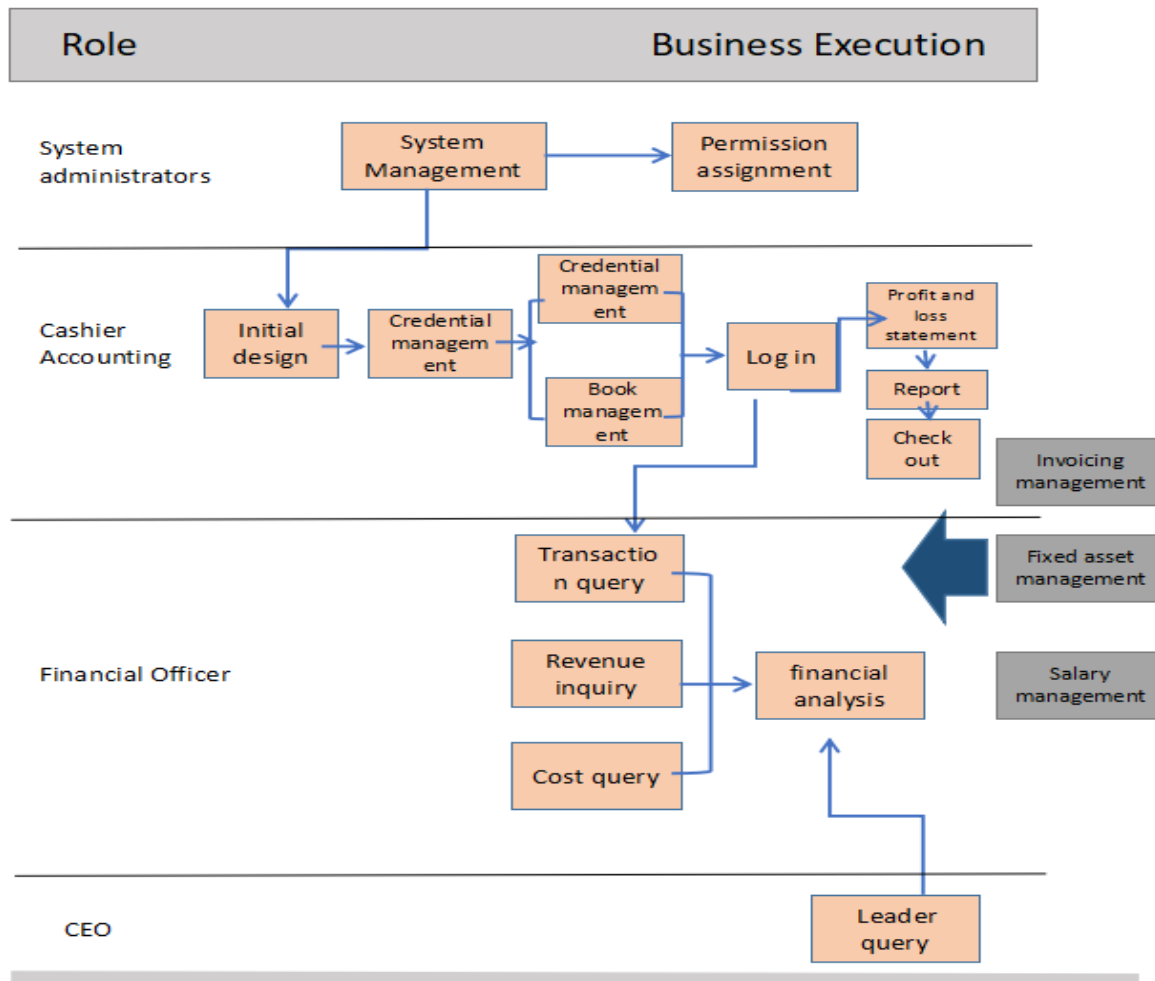 Role
Business Execution
System
administrators
System
Management
Permission
assignment
Cashier
Accounting
Initial
design
Credential
managem
ent
Credential
managem
ent
Book
managem
ent
Log in
Profit and
loss
statement
Report
Check
out
Invoicing
management
Financial Officer
Transactio
n query
Revenue
inquiry
Cost query
financial
analysis
Fixed asset
management
Salary
management
CEO
Leader
query